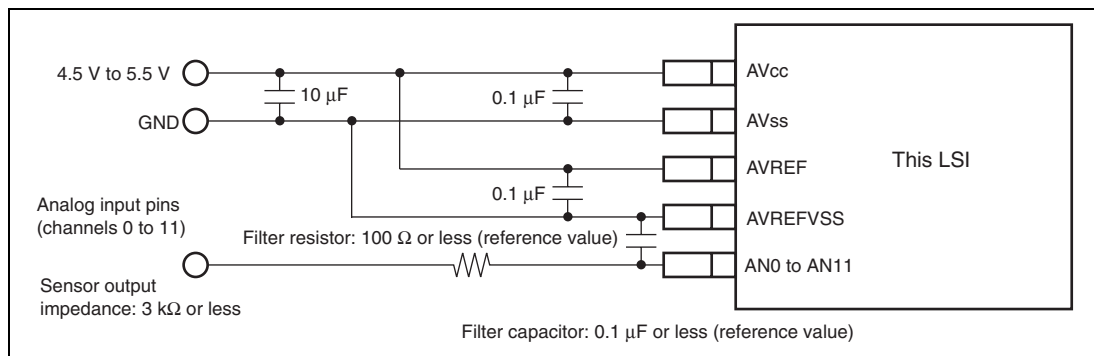 4.5 V to 5.5 V
10 μF
0.1 μF
AVcc
GND
AVss
This LSI
AVREF
0.1 μF
Analog input pins
(channels 0 to 11)
AVREFVSS
Filter resistor: 100 Ω or less (reference value)
AN0 to AN11
Sensor output
impedance: 3 kΩ or less
Filter capacitor: 0.1 μF or less (reference value)